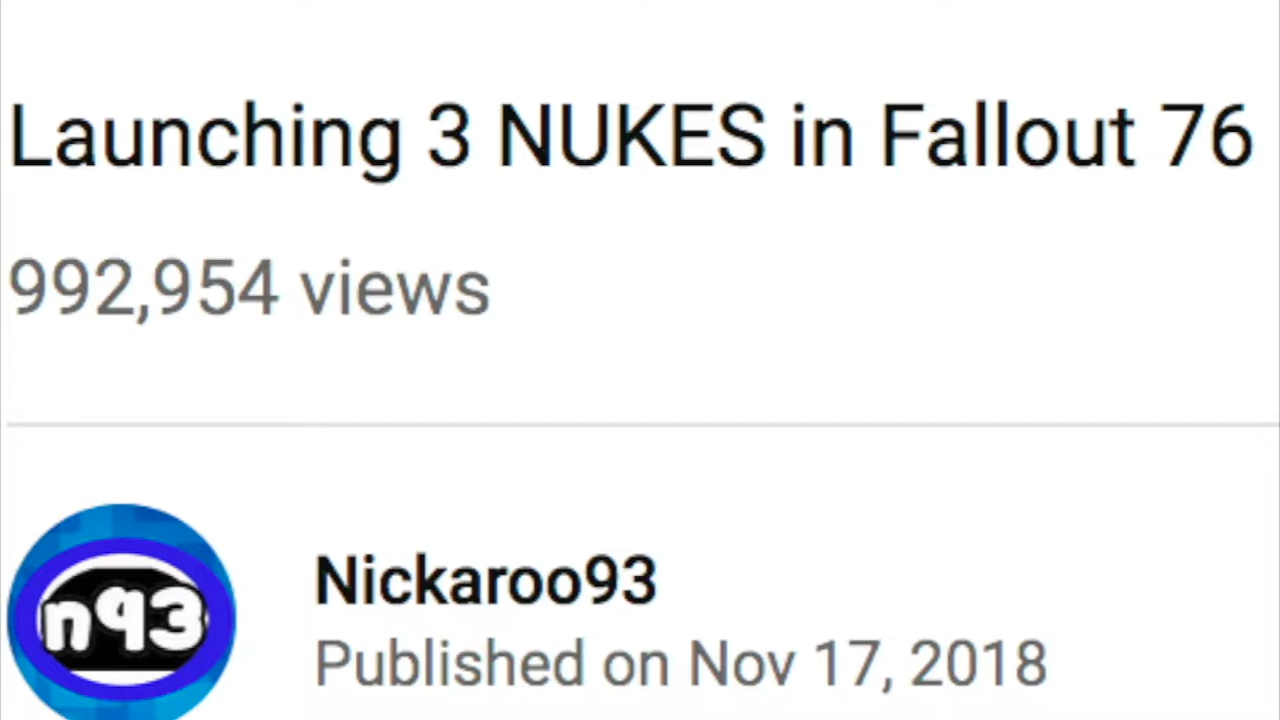 Launching 3 NUKES in Fallout 76
992,954 views
n93
Nickaroo93
Published on Nov 17, 2018